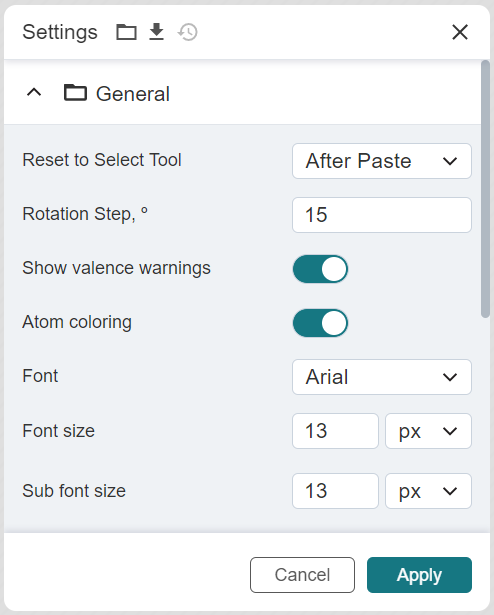 Settings
General
Reset to Select Tool After Paste
Rotation Step, º 15
Show valence warnings
Atom coloring
Font Arial
Font size 13 px
Sub font size 13 px
Cancel Apply